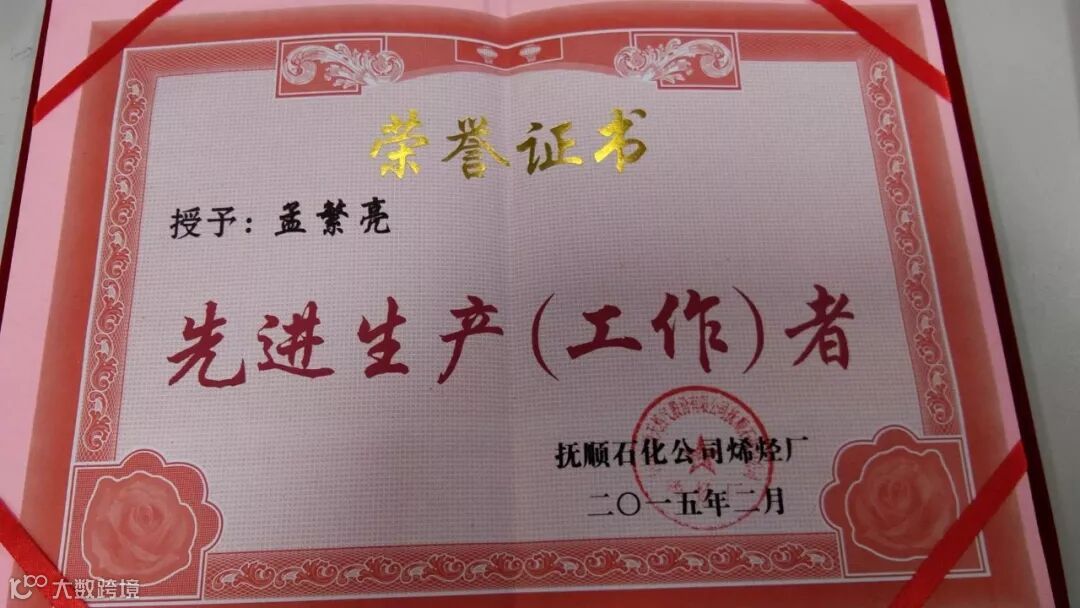 荣誉证书
授予：孟繁亮
先进生产（工作）者
抚顺石化公司烯烃厂
二〇一五年二月
大数跨境